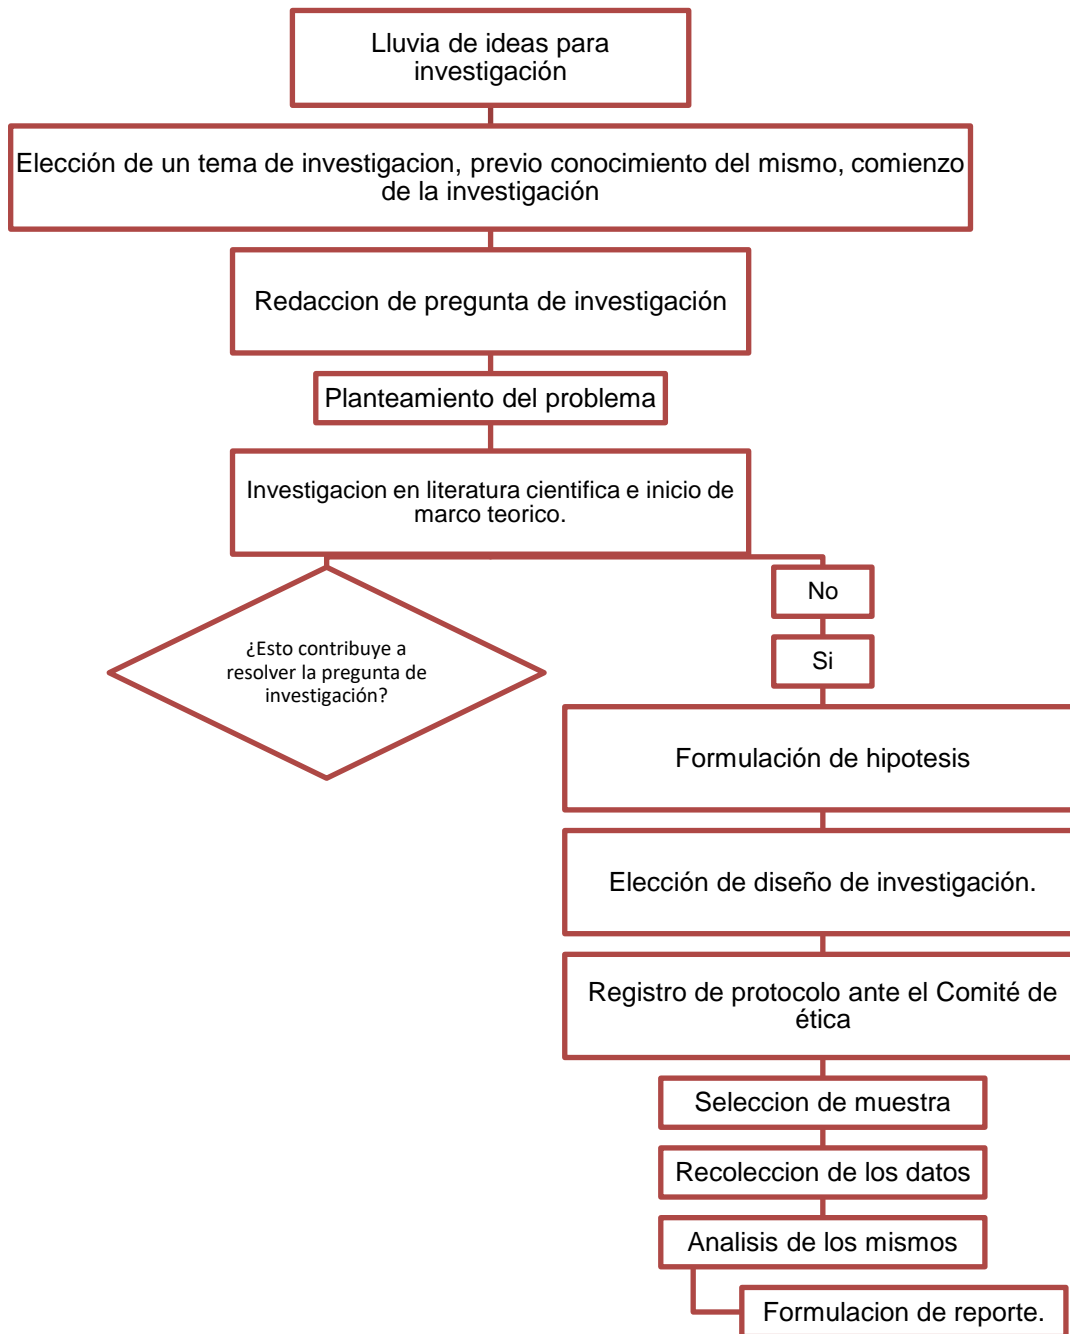 Lluvia de ideas para
investigación
Elección de un tema de investigacion, previo conocimiento del mismo, comienzo
de la investigación
Redaccion de pregunta de investigación
Planteamiento del problema
Investigacion en literatura cientifica e inicio de
marco teorico.
No
¿Esto contribuye a
resolver la pregunta de
investigación?
Si
Formulación de hipotesis
Elección de diseño de investigación.
Registro de protocolo ante el Comité de
ética
Seleccion de muestra
Recoleccion de los datos
Analisis de los mismos
Formulacion de reporte.